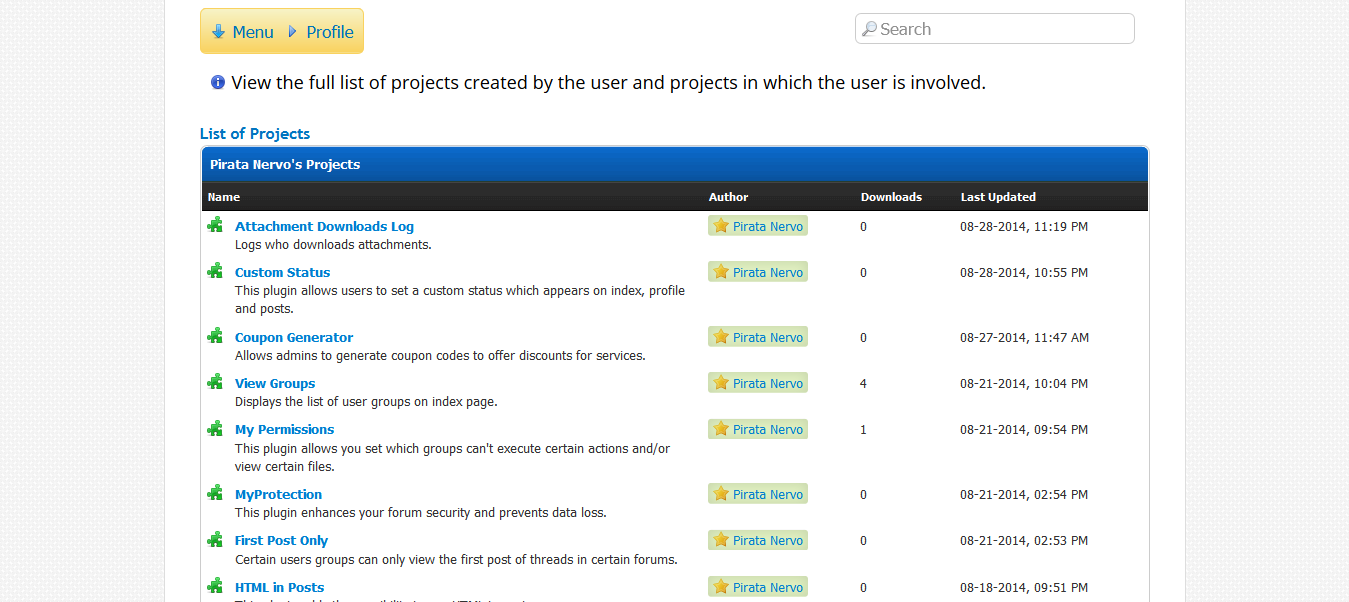 Menu Profile
Search
View the full list of projects created by the user and projects in which the user is involved.
List of Projects
Pirata Nervo's Projects
Name Author Downloads Last Updated
Attachment Downloads Log Pirata Nervo 0 08-28-2014, 11:19 PM
Logs who downloads attachments.
Custom Status Pirata Nervo 0 08-28-2014, 10:55 PM
This plugin allows users to set a custom status which appears on index, profile
and posts.
Coupon Generator Pirata Nervo 0 08-27-2014, 11:47 AM
Allows admins to generate coupon codes to offer discounts for services.
View Groups Pirata Nervo 4 08-21-2014, 10:04 PM
Displays the list of user groups on index page.
My Permissions Pirata Nervo 1 08-21-2014, 09:54 PM
This plugin allows you set which groups can't execute certain actions and/or
view certain files.
MyProtection Pirata Nervo 0 08-21-2014, 02:54 PM
This plugin enhances your forum security and prevents data loss.
First Post Only Pirata Nervo 0 08-21-2014, 02:53 PM
Certain users groups can only view the first post of threads in certain forums.
HTML in Posts Pirata Nervo 0 08-18-2014, 09:51 PM